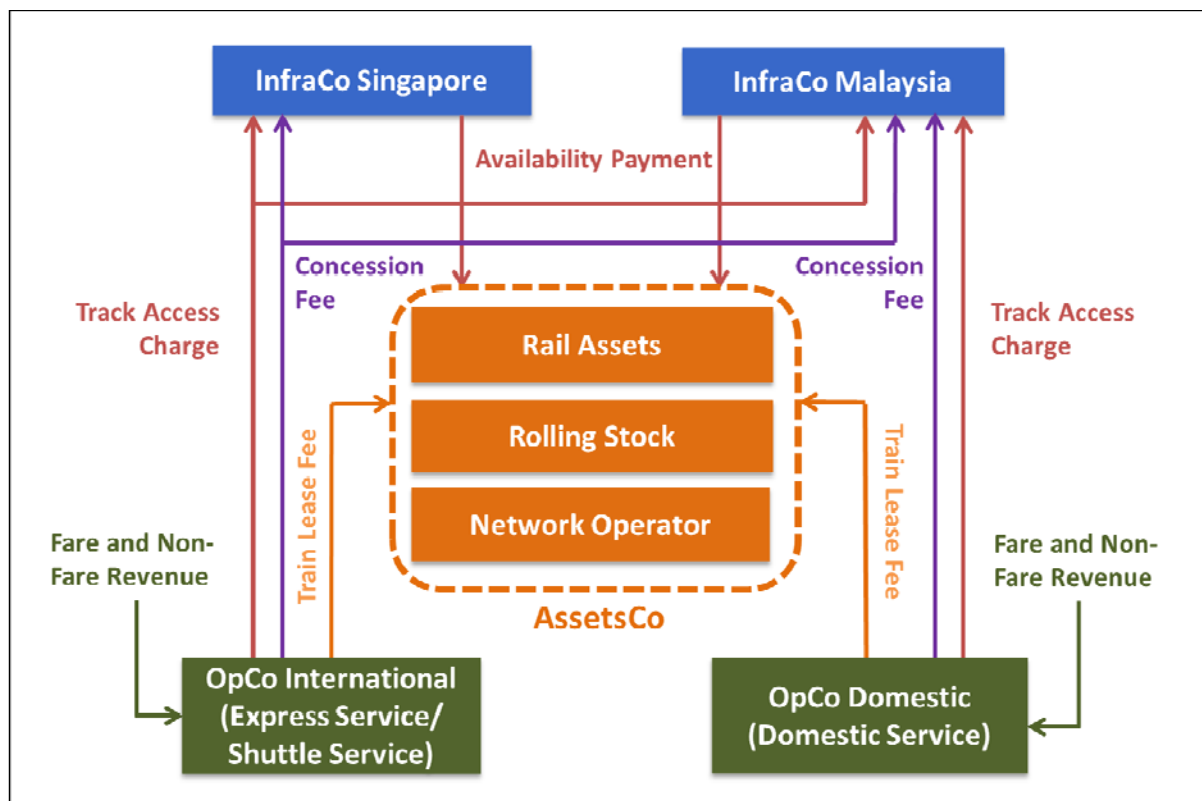 InfraCo Singapore
InfraCo Malaysia
Availability Payment
Concession
Fee
Concession
Fee
Track Access
Charge
Track Access
Charge
Rail Assets
Rolling Stock
Network Operator
AssetsCo
Train Lease Fee
Train Lease Fee
Fare and Non-
Fare Revenue
Fare and Non-
Fare Revenue
OpCo International
(Express Service/
Shuttle Service)
OpCo Domestic
(Domestic Service)